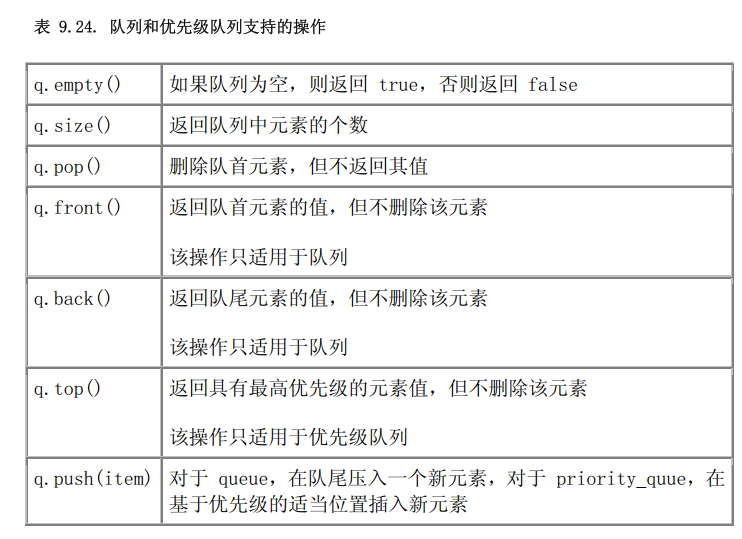 表 9.24. 队列和优先级队列支持的操作
q.empty() 如果队列为空，则返回 true，否则返回 false
q.size() 返回队列中元素的个数
q.pop() 删除队首元素，但不返回其值
q.front() 返回队首元素的值，但不删除该元素
该操作只适用于队列
q.back() 返回队尾元素的值，但不删除该元素
该操作只适用于队列
q.top() 返回具有最高优先级的元素值，但不删除该元素
该操作只适用于优先级队列
q.push(item) 对于 queue，在队尾压入一个新元素，对于 priority_quue，在
基于优先级的适当位置插入新元素